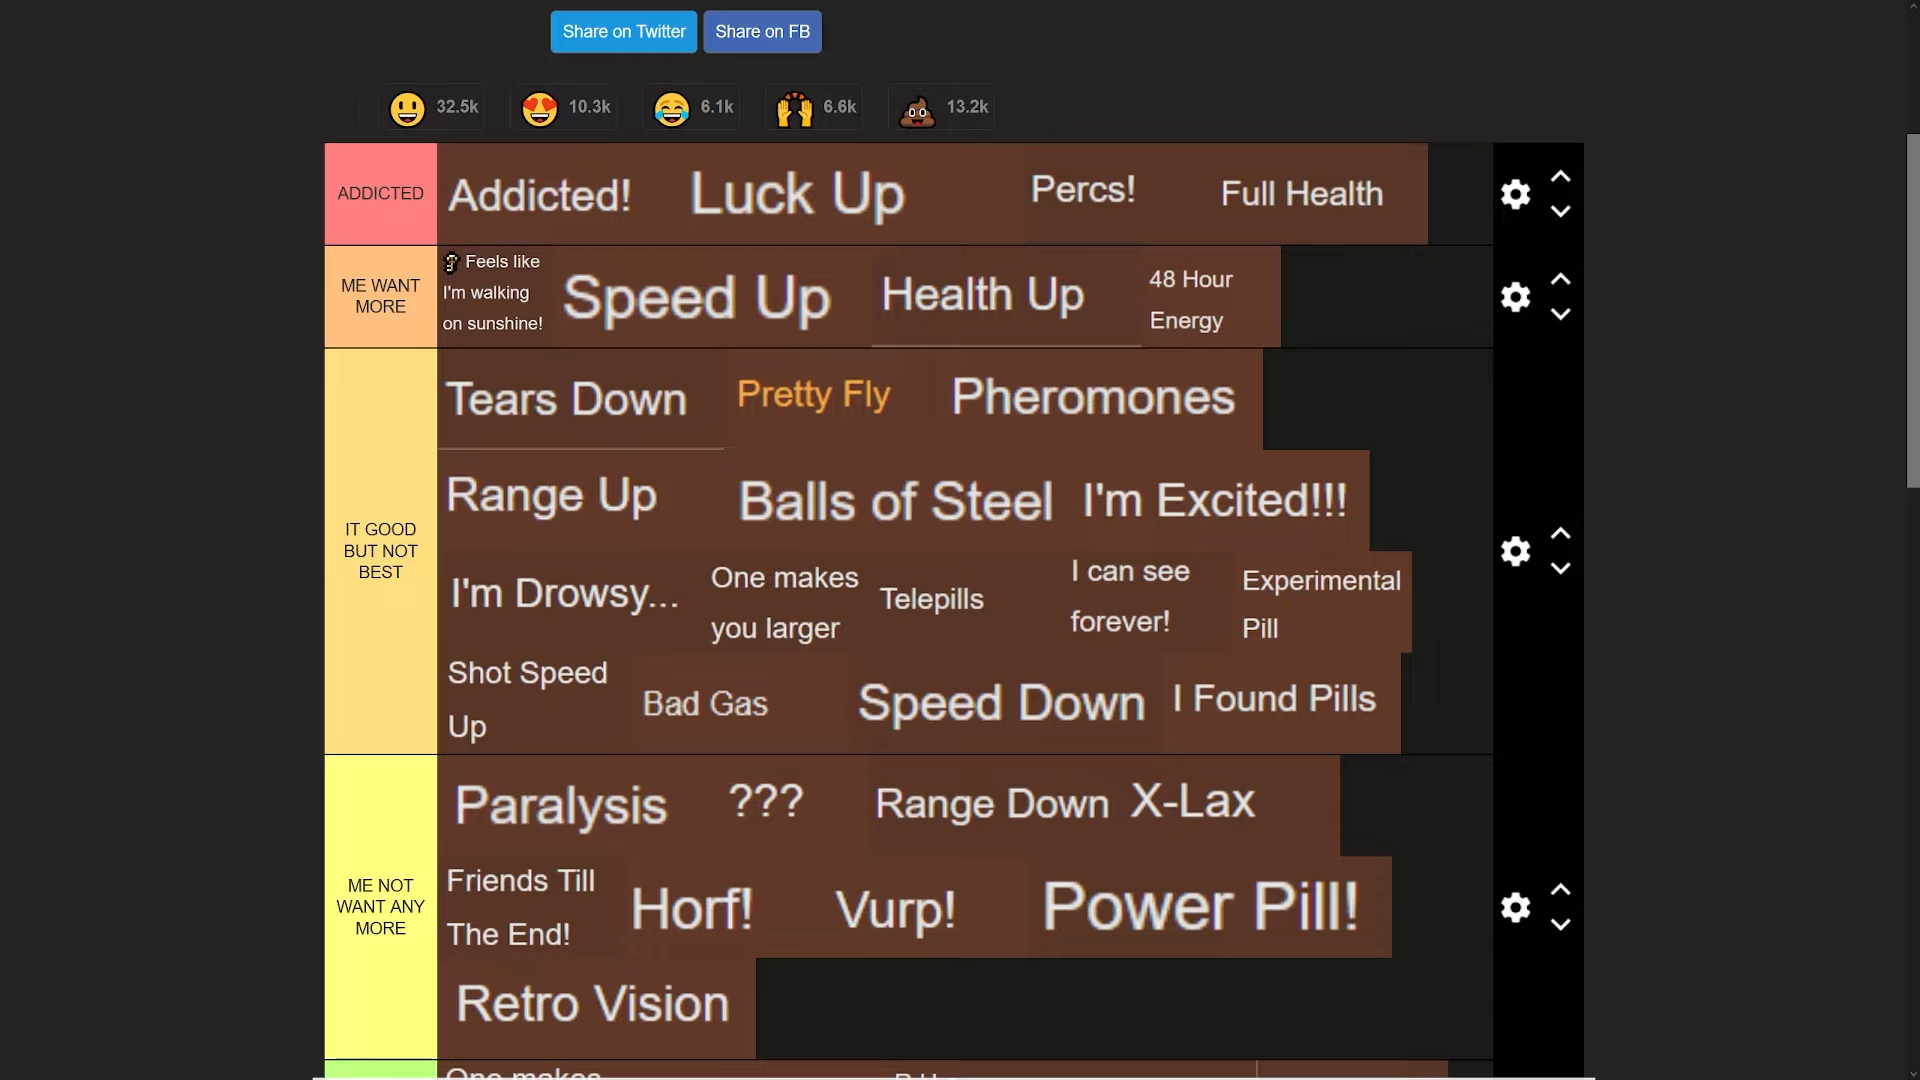 Share on Twitter Share on FB
32.5k 10.3k 6.1k 6.6k 13.2k
ADDICTED
Addicted! Luck Up Percs! Full Health
ME WANT
MORE
Feels like
I'm walking
on sunshine!
Speed Up Health Up
48 Hour
Energy
IT GOOD
BUT NOT
BEST
Tears Down Pretty Fly Pheromones
Range Up Balls of Steel I'm Excited!!!
I'm Drowsy...
One makes
you larger
Telepills
I can see
forever!
Experimental
Pill
Shot Speed
Up
Bad Gas Speed Down I Found Pills
ME NOT
WANT ANY
MORE
Paralysis ??? Range Down X-Lax
Friends Till
The End!
Horf! Vurp! Power Pill!
Retro Vision
One makes